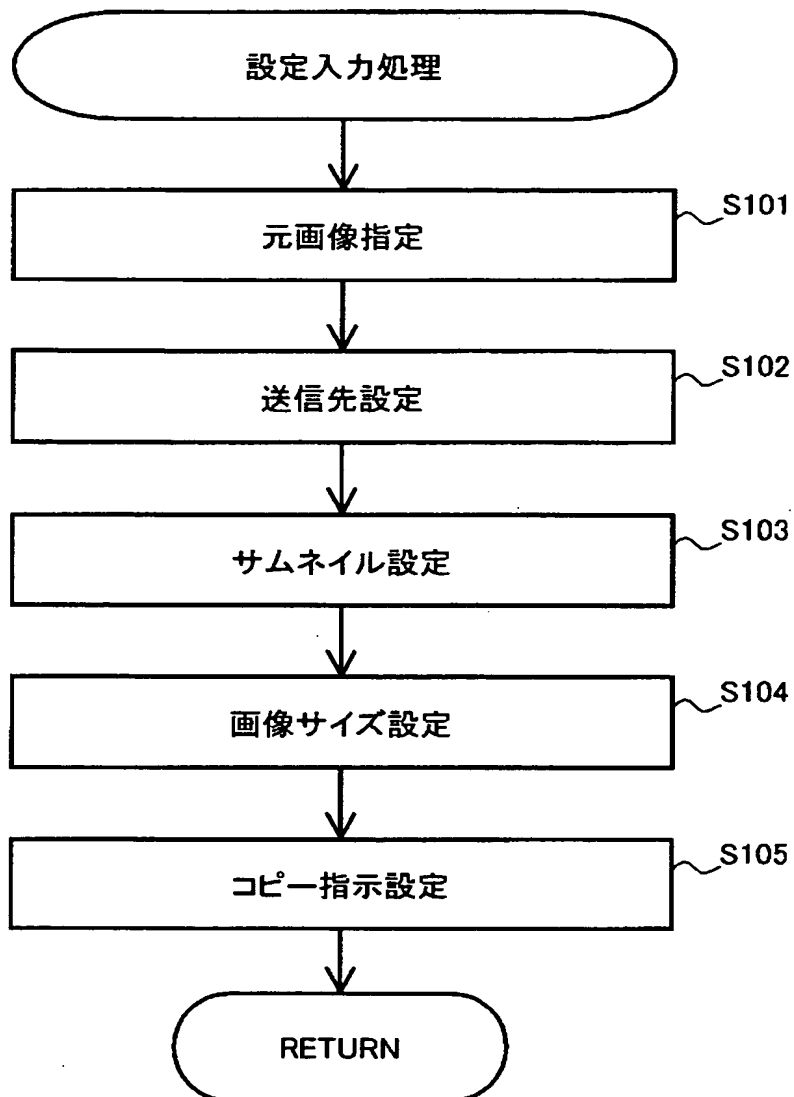 設定入力処理
S101
元画像指定
S102
送信先設定
S103
サムネイル設定
S104
画像サイズ設定
S105
コピー指示設定
RETURN